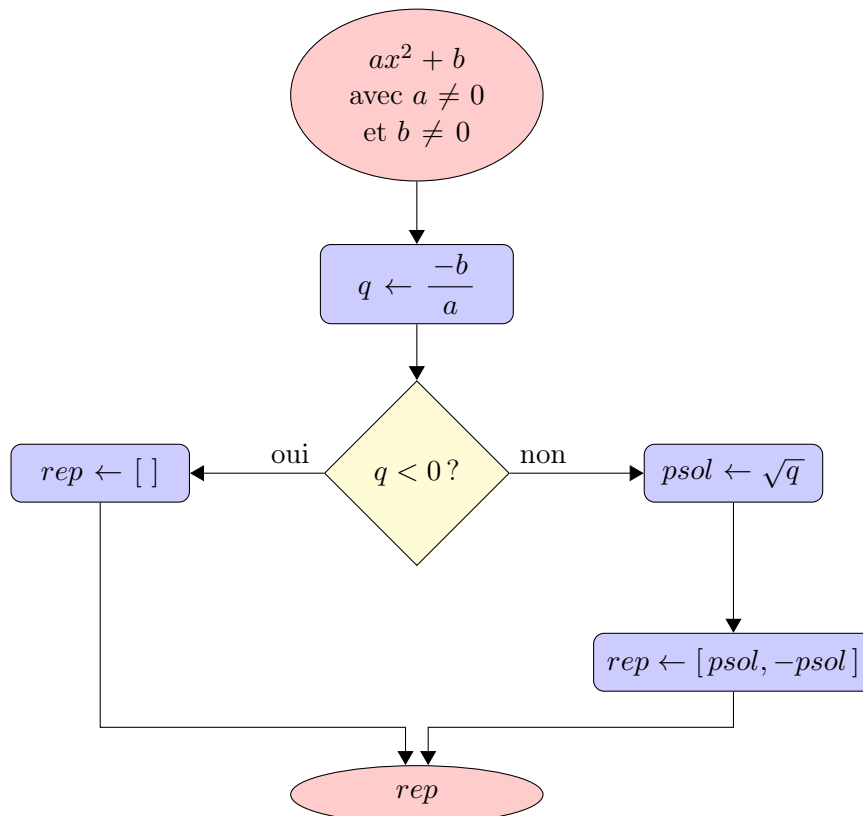 ax² + b
avec a ≠ 0
et b ≠ 0
q ← −b/a
q < 0 ?
oui
non
rep ← [ ]
psol ← √q
rep ← [ psol, −psol ]
rep